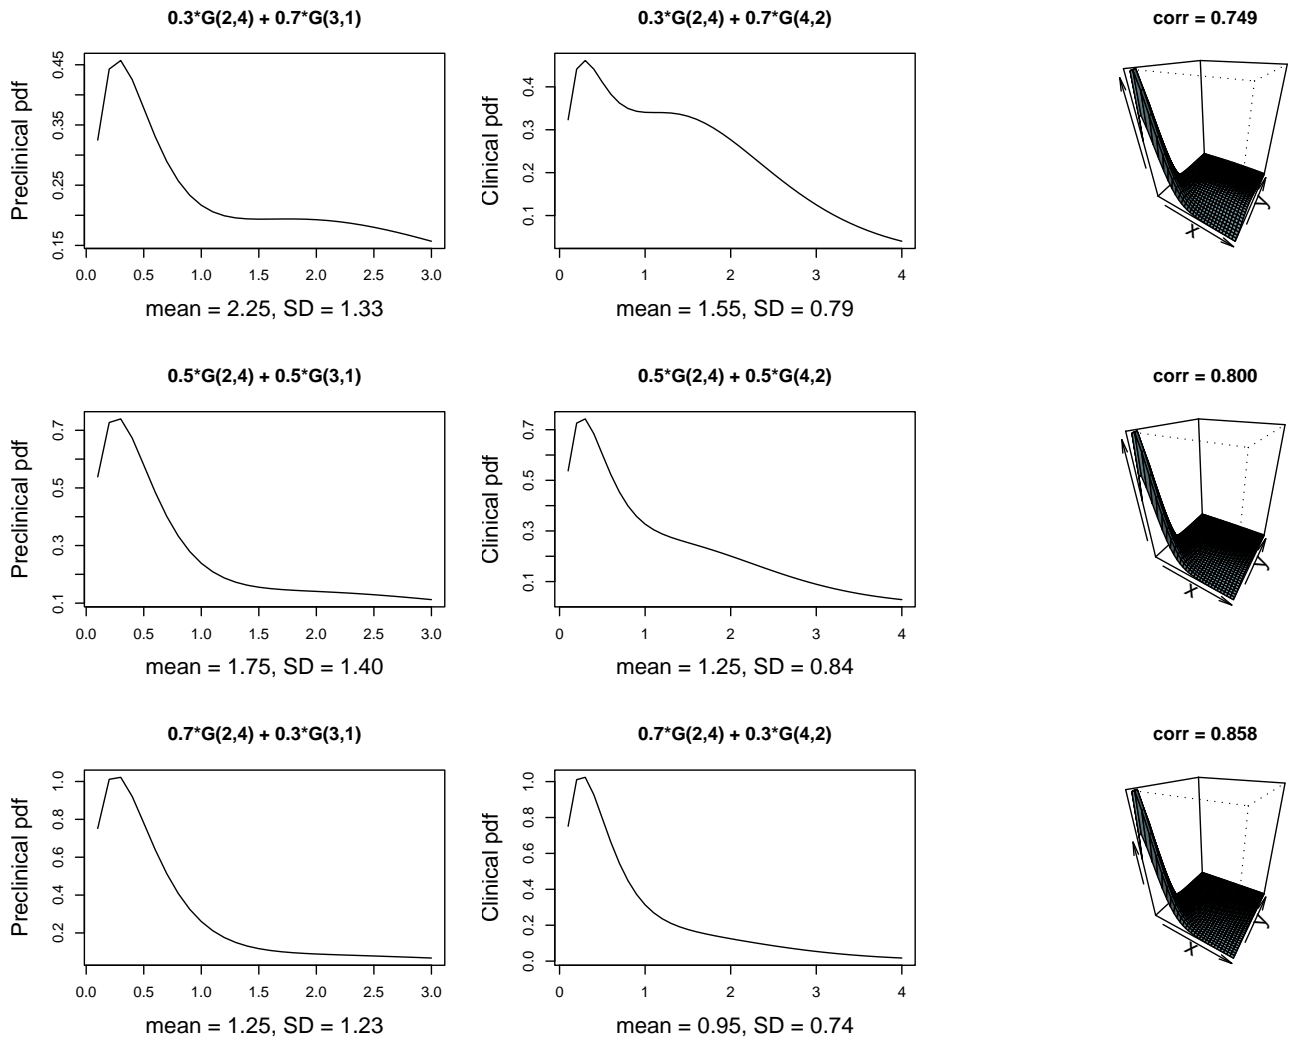 0.3*G(2,4) + 0.7*G(3,1)
0.3*G(2,4) + 0.7*G(4,2)
corr = 0.749
Preclinical pdf
0.45
0.35
0.25
0.15
0.0 0.5 1.0 1.5 2.0 2.5 3.0
mean = 2.25, SD = 1.33
Clinical pdf
0.4
0.3
0.2
0.1
0 1 2 3 4
mean = 1.55, SD = 0.79
X
Y
0.5*G(2,4) + 0.5*G(3,1)
0.5*G(2,4) + 0.5*G(4,2)
corr = 0.800
Preclinical pdf
0.7
0.5
0.3
0.1
0.0 0.5 1.0 1.5 2.0 2.5 3.0
mean = 1.75, SD = 1.40
Clinical pdf
0.7
0.5
0.3
0.1
0 1 2 3 4
mean = 1.25, SD = 0.84
X
Y
0.7*G(2,4) + 0.3*G(3,1)
0.7*G(2,4) + 0.3*G(4,2)
corr = 0.858
Preclinical pdf
1.0
0.8
0.6
0.4
0.2
0.0 0.5 1.0 1.5 2.0 2.5 3.0
mean = 1.25, SD = 1.23
Clinical pdf
1.0
0.8
0.6
0.4
0.2
0.0
0 1 2 3 4
mean = 0.95, SD = 0.74
X
Y